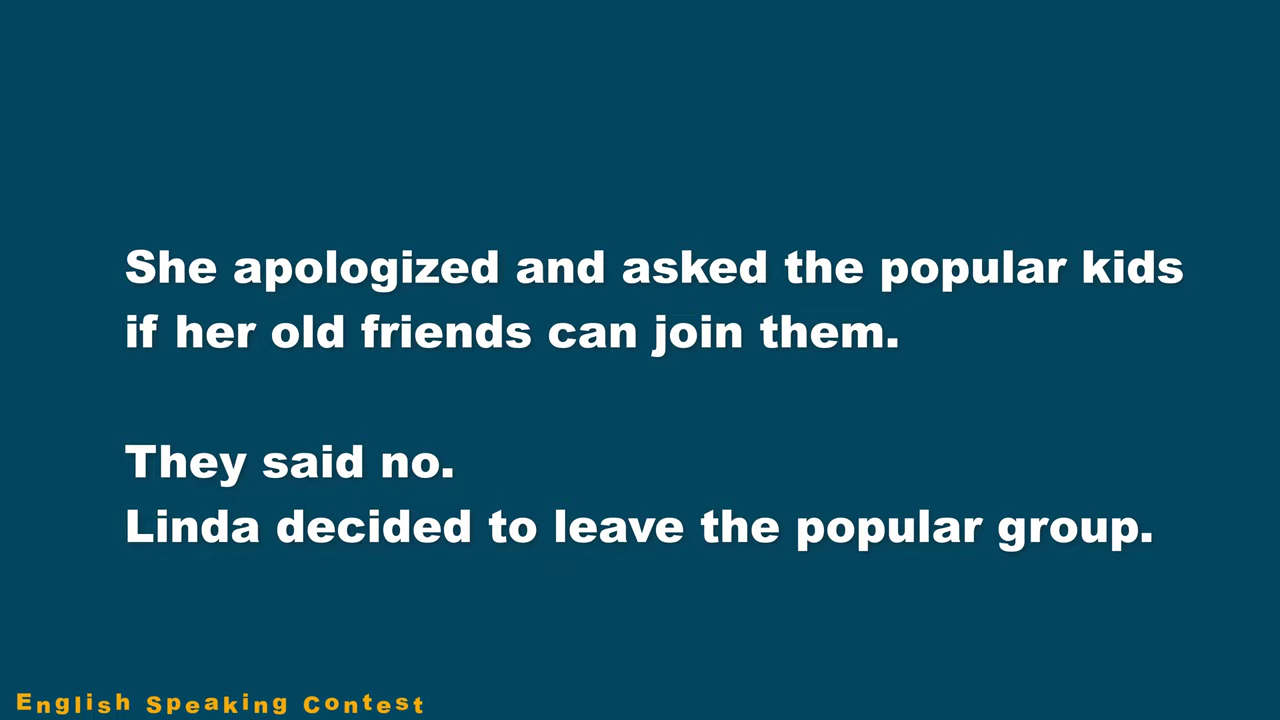 She apologized and asked the popular kids
if her old friends can join them.
They said no.
Linda decided to leave the popular group.
English Speaking Contest